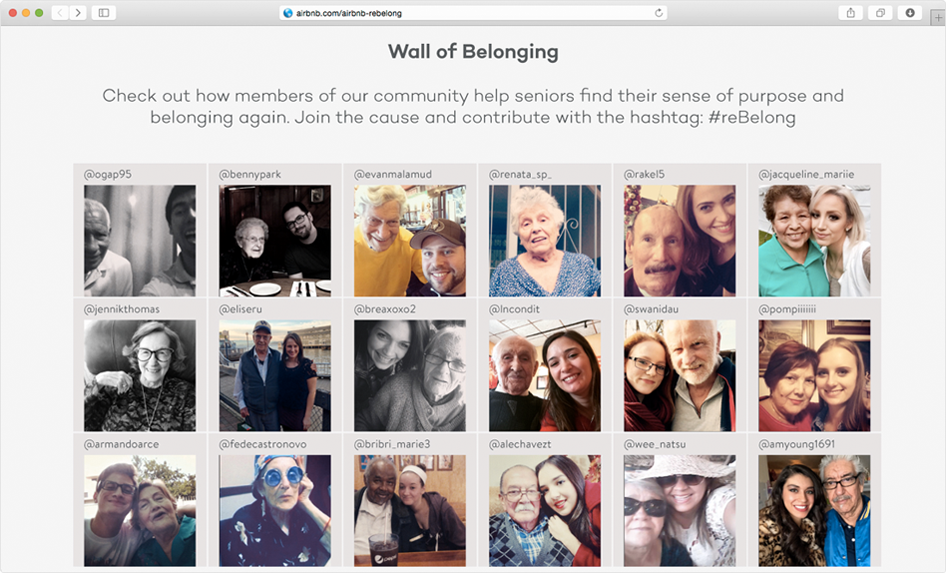 airbnb.com/airbnb-rebelong
Wall of Belonging
Check out how members of our community help seniors find their sense of purpose and
belonging again. Join the cause and contribute with the hashtag: #reBelong
@ogap95 @bennypark @evanmalamud @renata_sp_ @rakel5 @jacqueline_mariie
@jennikthomas @eliseru @breaxoxo2 @lncondit @swanidau @pompiiiiiii
@armandoarce @fedecastronovo @bribri_marie3 @alechavezt @wee_natsu @amyoung1691
pepsi